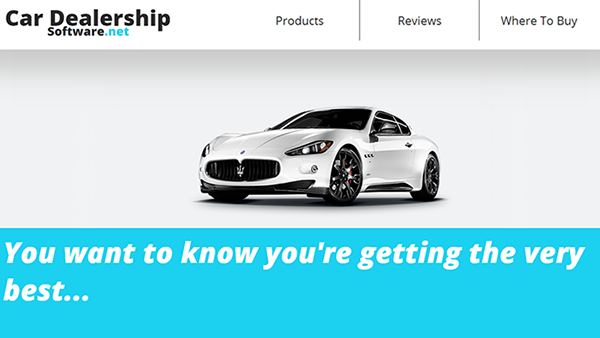 Car Dealership
Software.net
Products
Reviews
Where To Buy
You want to know you're getting the very
best...